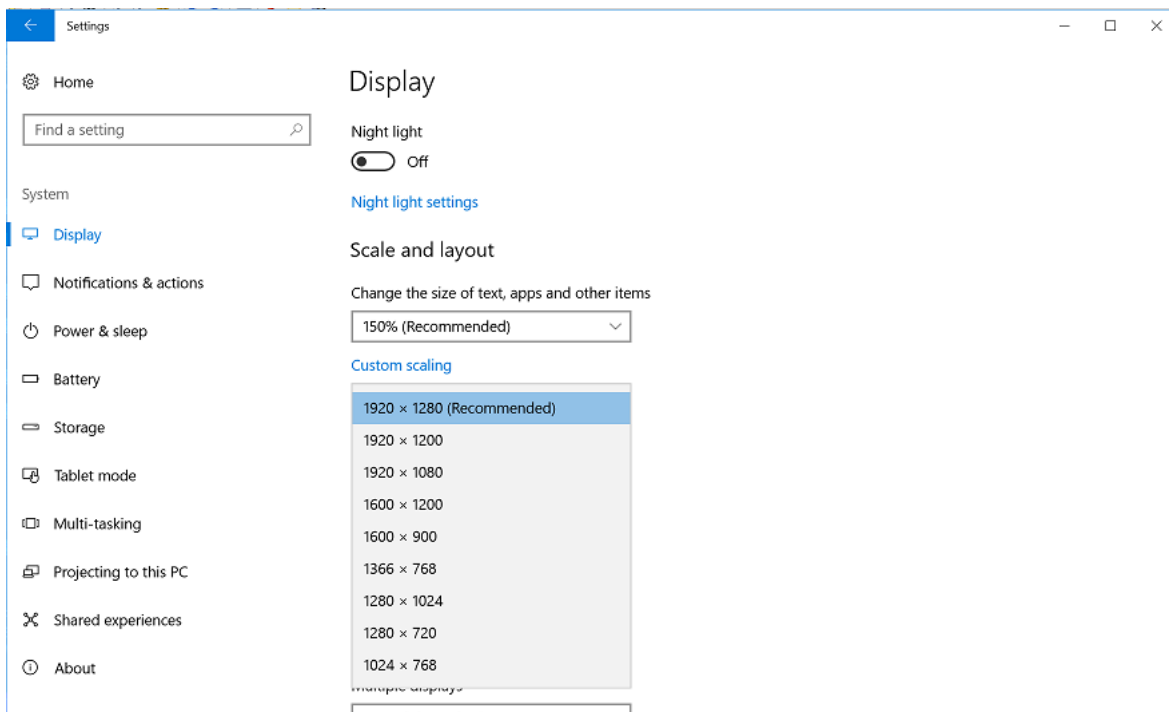 Settings
Home
Find a setting
System
Display
Notifications & actions
Power & sleep
Battery
Storage
Tablet mode
Multi-tasking
Projecting to this PC
Shared experiences
About
Display
Night light
Off
Night light settings
Scale and layout
Change the size of text, apps and other items
150% (Recommended)
Custom scaling
1920 × 1280 (Recommended)
1920 × 1200
1920 × 1080
1600 × 1200
1600 × 900
1366 × 768
1280 × 1024
1280 × 720
1024 × 768
Multiple displays